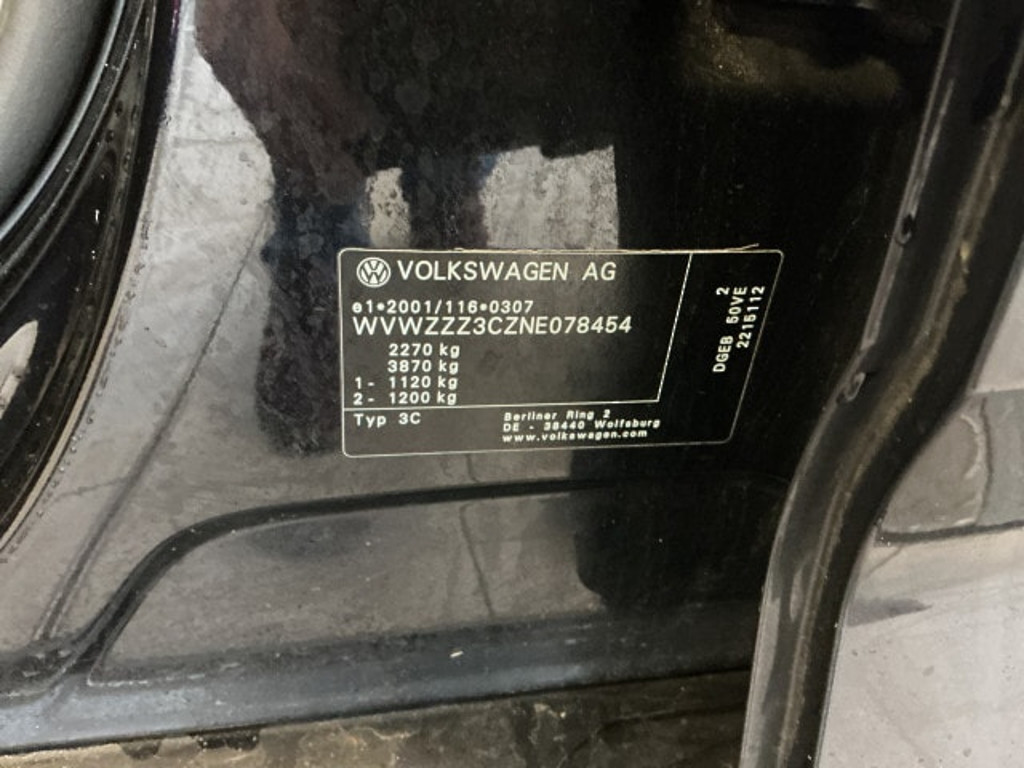 VOLKSWAGEN AG
e1*2001/116*0307
WVWZZZ3CZNE078454
2270 kg
3870 kg
1- 1120 kg
2- 1200 kg
Typ 3C
Berliner Ring 2
DE - 38440 Wolfsburg
www.volkswagen.com
2
DGEB 50VE
2215112